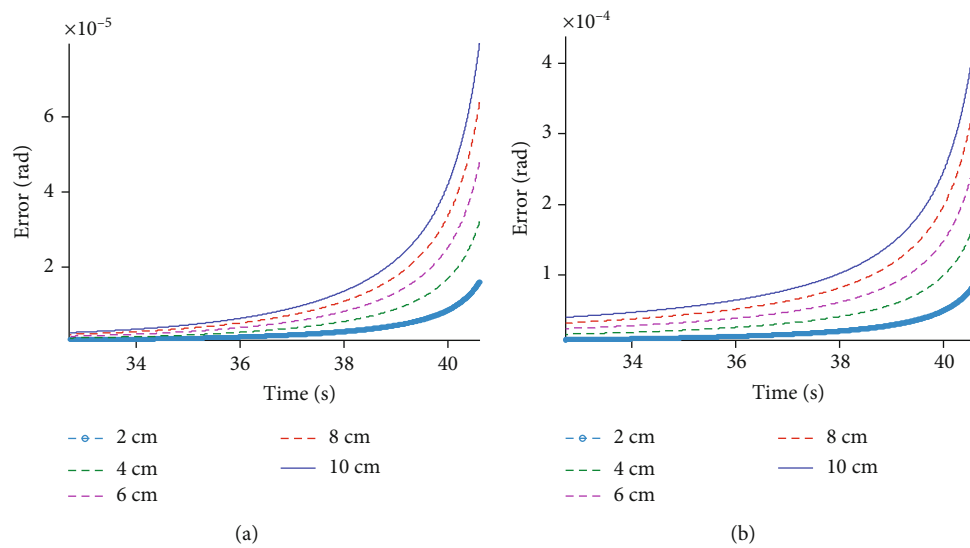 ×10⁻⁵
6
4
2
Error (rad)
34 36 38 40
Time (s)
2 cm
4 cm
6 cm
8 cm
10 cm
(a)
×10⁻⁴
4
3
2
1
Error (rad)
34 36 38 40
Time (s)
2 cm
4 cm
6 cm
8 cm
10 cm
(b)